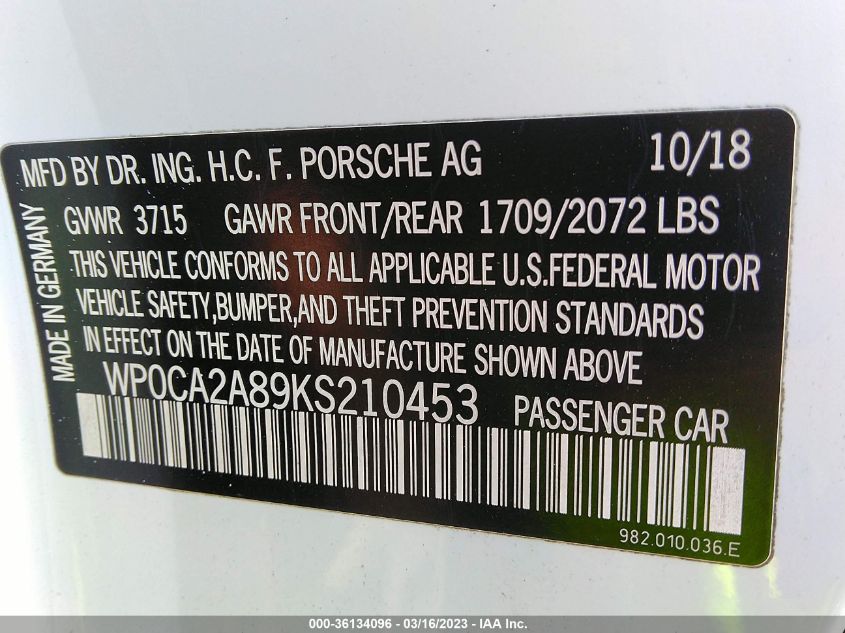 MFD BY DR. ING. H.C. F. PORSCHE AG 10/18
GVWR 3715 GAWR FRONT/REAR 1709/2072 LBS
THIS VEHICLE CONFORMS TO ALL APPLICABLE U.S.FEDERAL MOTOR
VEHICLE SAFETY,BUMPER,AND THEFT PREVENTION STANDARDS
IN EFFECT ON THE DATE OF MANUFACTURE SHOWN ABOVE
WP0CA2A89KS210453 PASSENGER CAR
MADE IN GERMANY
982.010.036.E
000-36134096 - 03/16/2023 - IAA Inc.